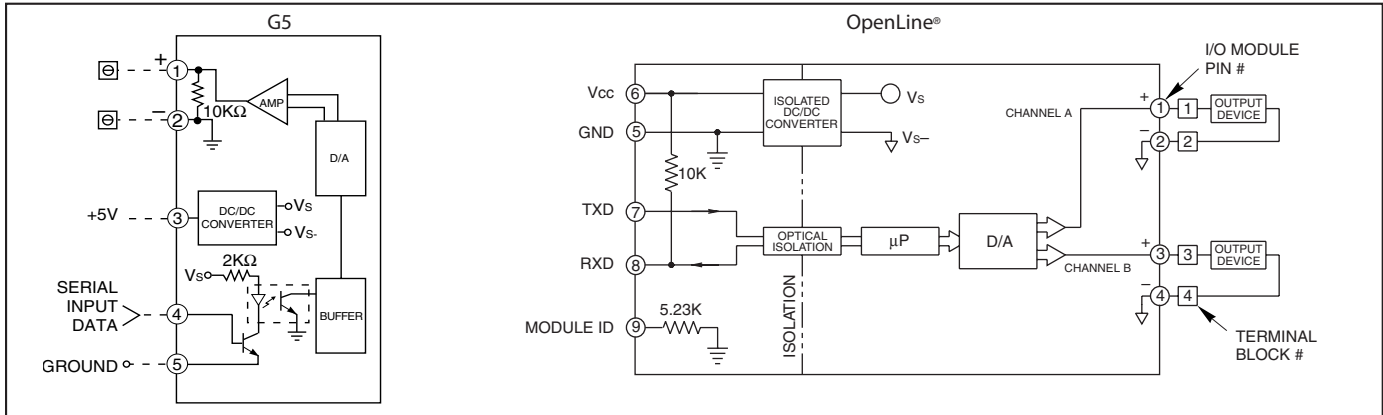 G5
+
1
−
2
10KΩ
AMP
D/A
+5V
3
DC/DC
CONVERTER
VS
VS-
2KΩ
VS
SERIAL
INPUT
DATA
4
BUFFER
GROUND
5
OpenLine®
I/O MODULE
PIN #
Vcc
6
ISOLATED
DC/DC
CONVERTER
VS
CHANNEL A
+
1
1
OUTPUT
DEVICE
GND
5
VS–
−
2
2
10K
TXD
7
OPTICAL
ISOLATION
µP
D/A
RXD
8
CHANNEL B
+
3
3
OUTPUT
DEVICE
−
4
4
5.23K
MODULE ID
9
ISOLATION
TERMINAL
BLOCK #